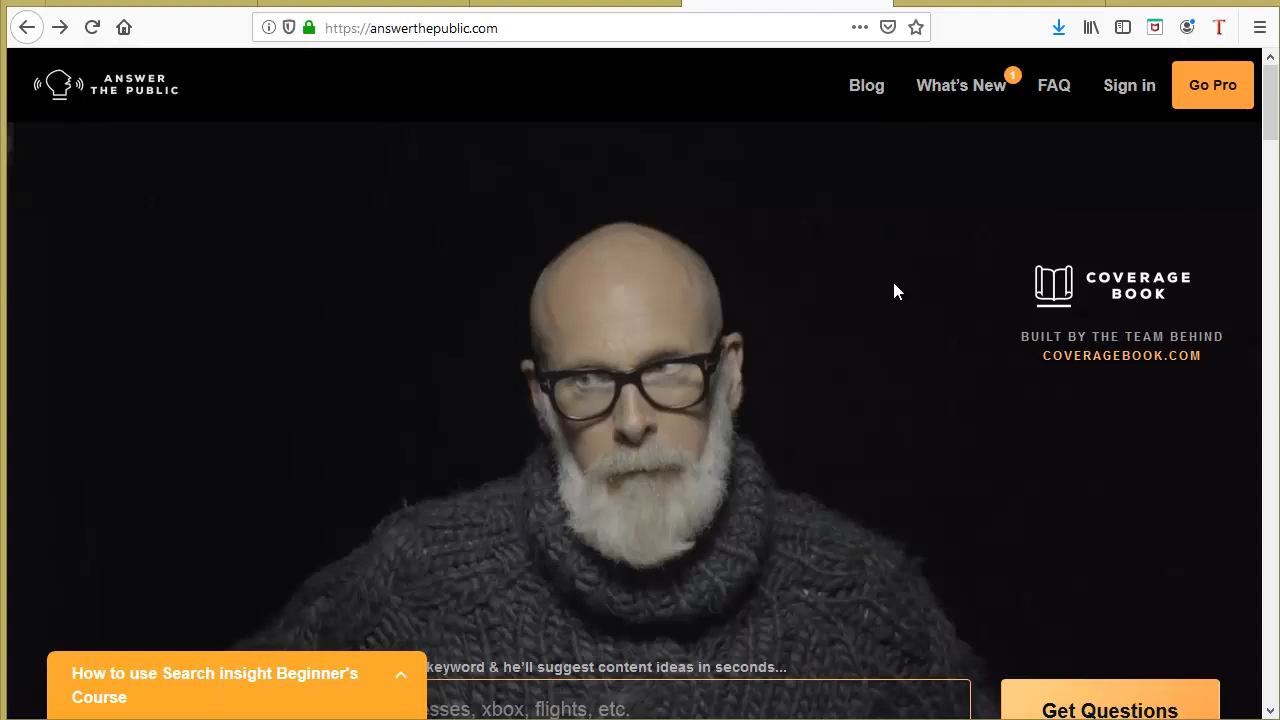 https://answerthepublic.com
T
ANSWER
THE PUBLIC
Blog
What's New
1
FAQ
Sign in
Go Pro
COVERAGE
BOOK
BUILT BY THE TEAM BEHIND
COVERAGEBOOK.COM
keyword & he'll suggest content ideas in seconds...
How to use Search insight Beginner's
Course
xbox, flights, etc.
Get Questions